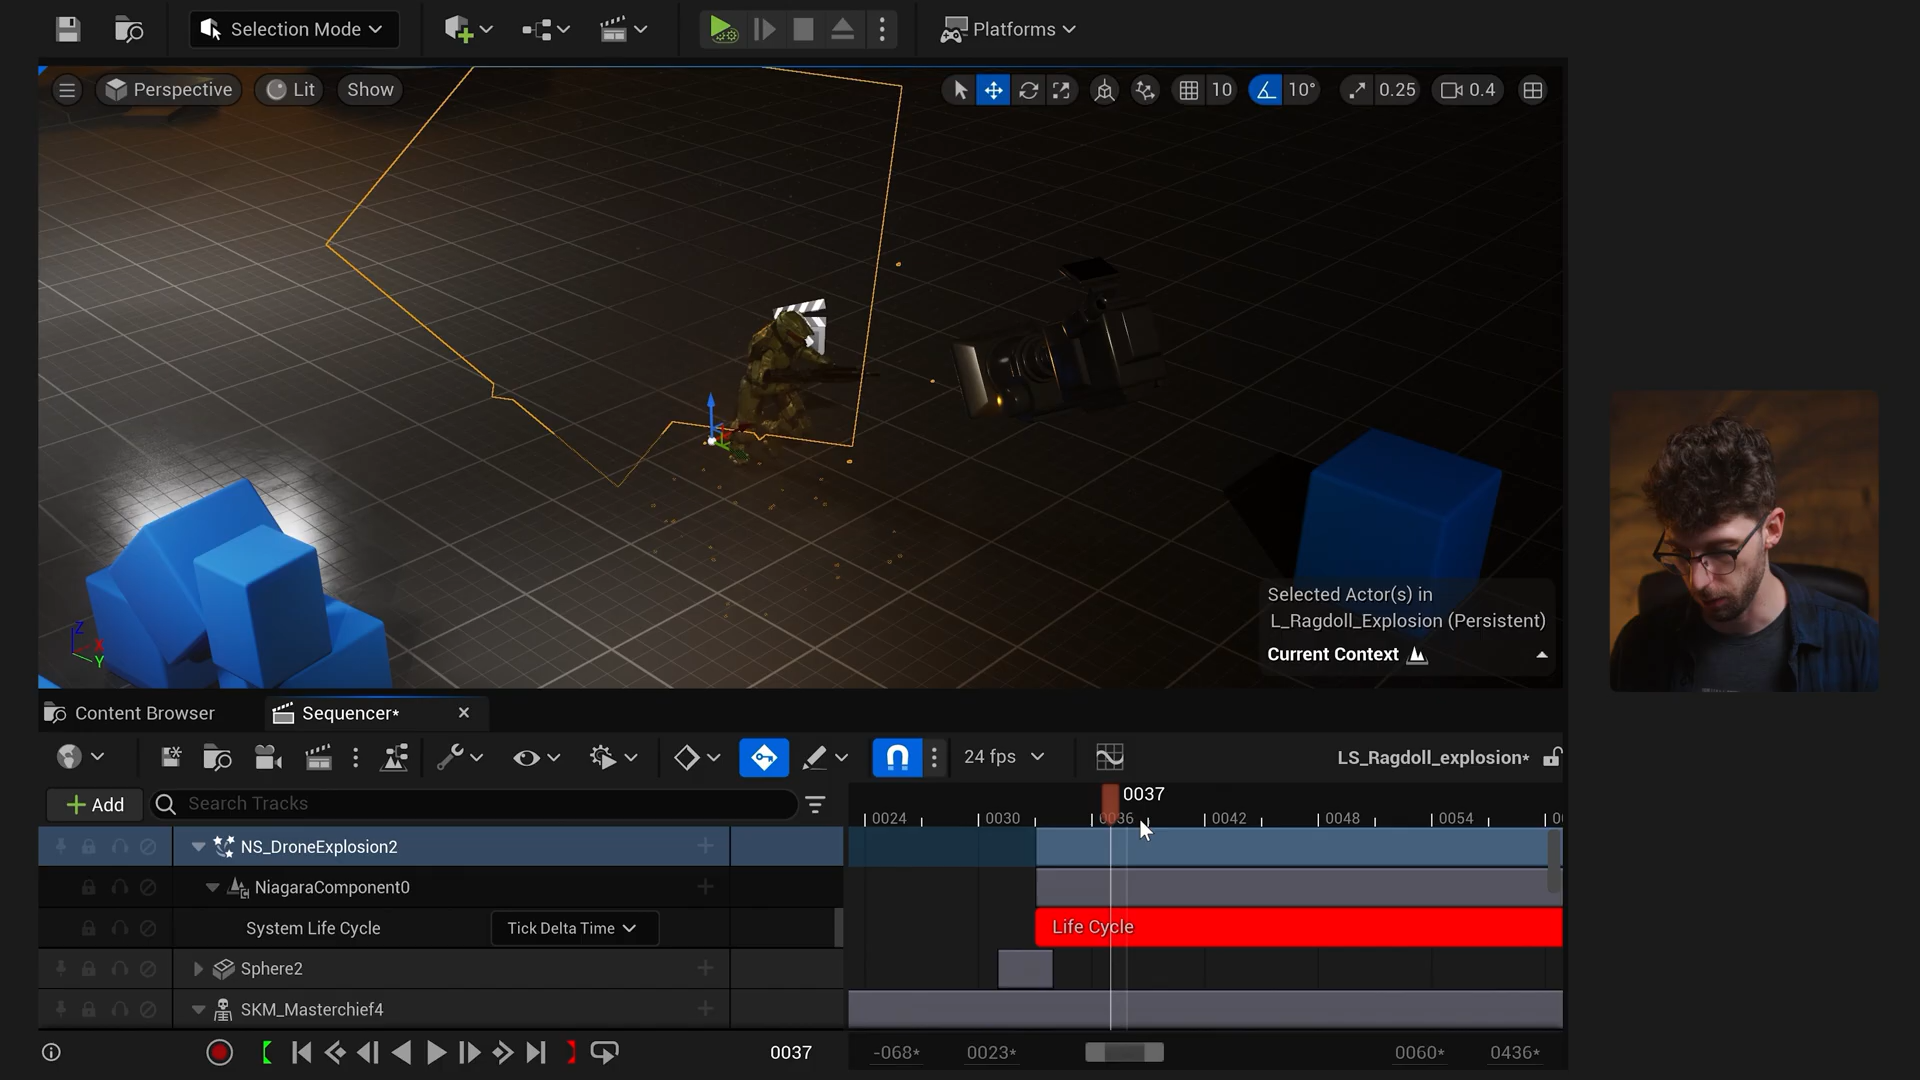 Selection Mode
Platforms
Perspective
Lit
Show
10
10°
0.25
0.4
Selected Actor(s) in
L_Ragdoll_Explosion (Persistent)
Current Context
Z
X
Y
Content Browser
Sequencer*
24 fps
LS_Ragdoll_explosion*
Add
Search Tracks
0037
0024
0030
0036
0042
0048
0054
NS_DroneExplosion2
NiagaraComponent0
System Life Cycle
Tick Delta Time
Life Cycle
Sphere2
SKM_Masterchief4
0037
-068*
0023*
0060*
0436*